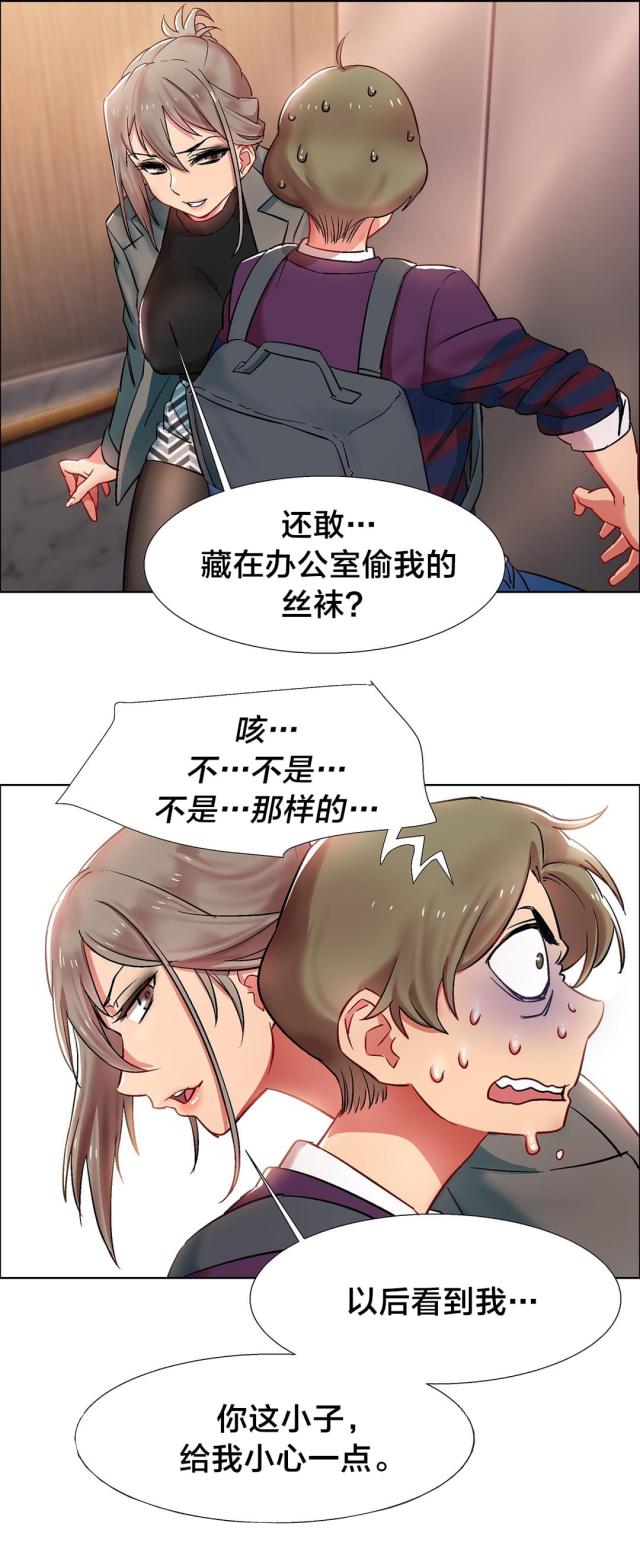 还敢…
藏在办公室偷我的
丝袜？
咳…
不…不是…
不是…那样的…
以后看到我…
你这小子，
给我小心一点。